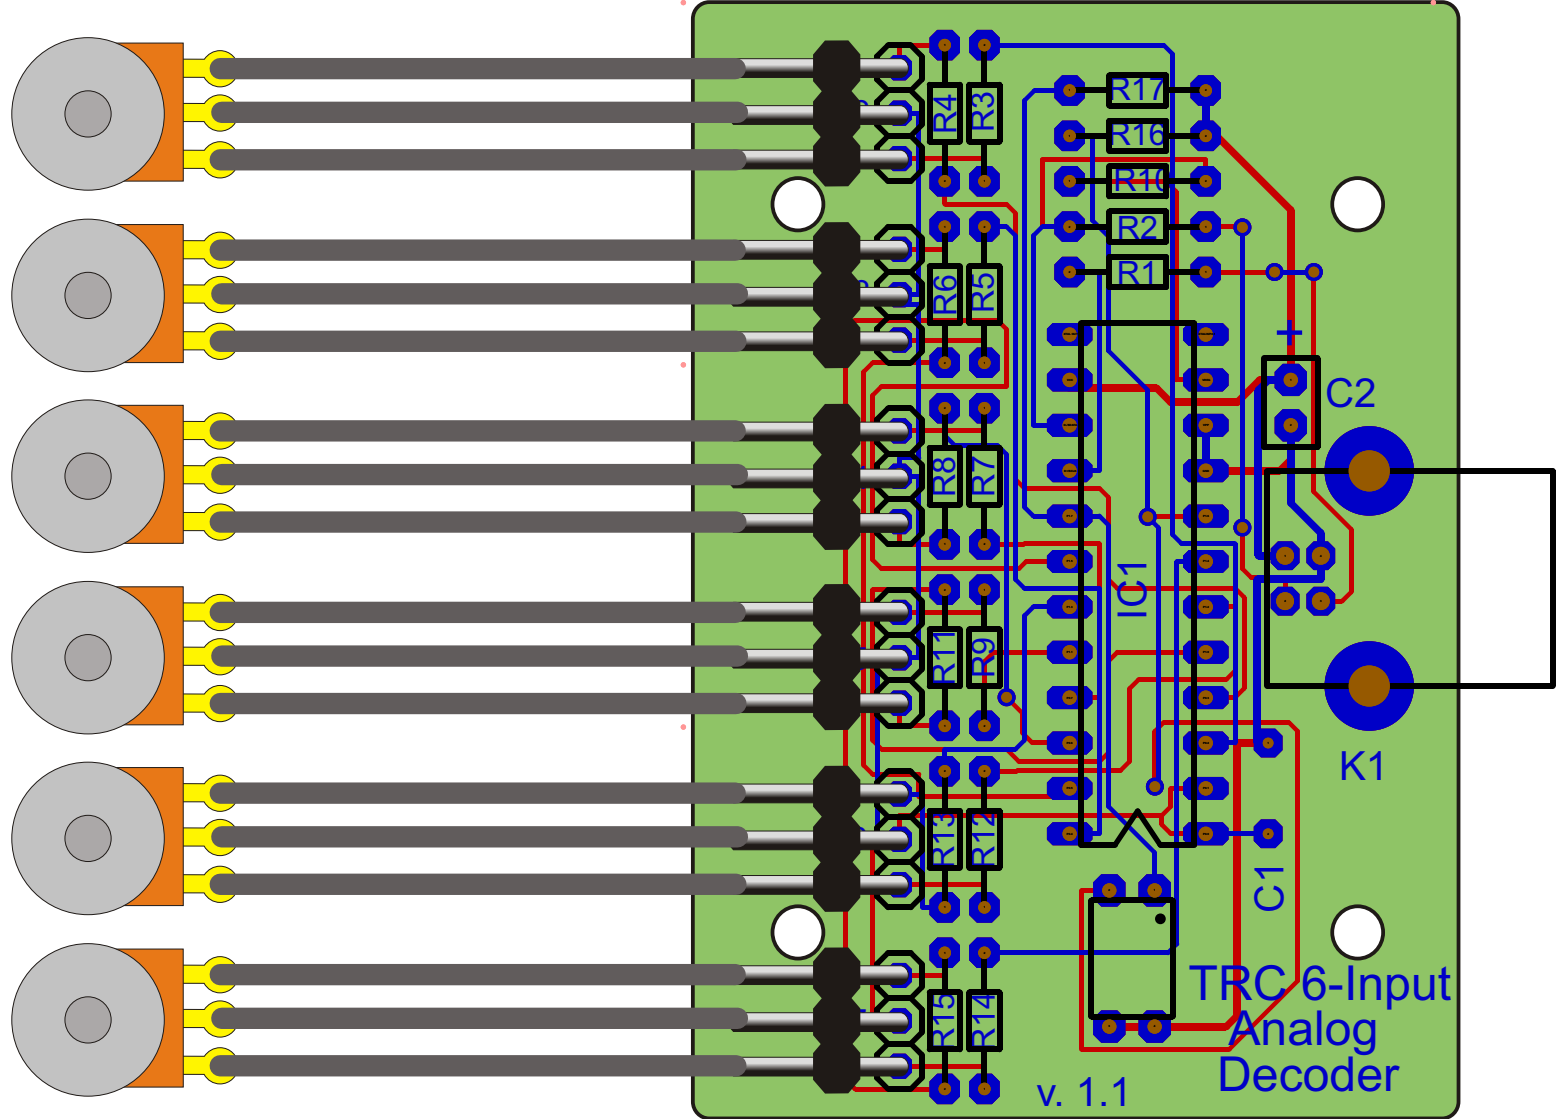 R17
R4
R3
R16
R10
R2
R1
R6
R5
+
C2
R8
R7
IC1
R11
R9
K1
R13
R12
C1
TRC 6-Input
R15
R14
Analog
Decoder
v. 1.1